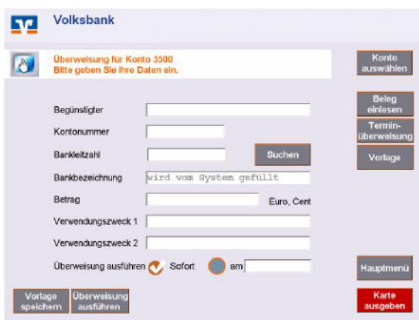 Volksbank
Überweisung für Konto 3500
Bitte geben Sie Ihre Daten ein.
Konto
auswählen
Beleg
einlesen
Termin-
überweisung
Vorlage
Begünstigter
Kontonummer
Bankleitzahl
Suchen
Bankbezeichnung
wird vom System gefüllt
Betrag
Euro, Cent
Verwendungszweck 1
Verwendungszweck 2
Überweisung ausführen
Sofort
am
Hauptmenü
Vorlage
speichern
Überweisung
ausführen
Karte
ausgeben